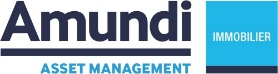 Amundi
ASSET MANAGEMENT
IMMOBILIER